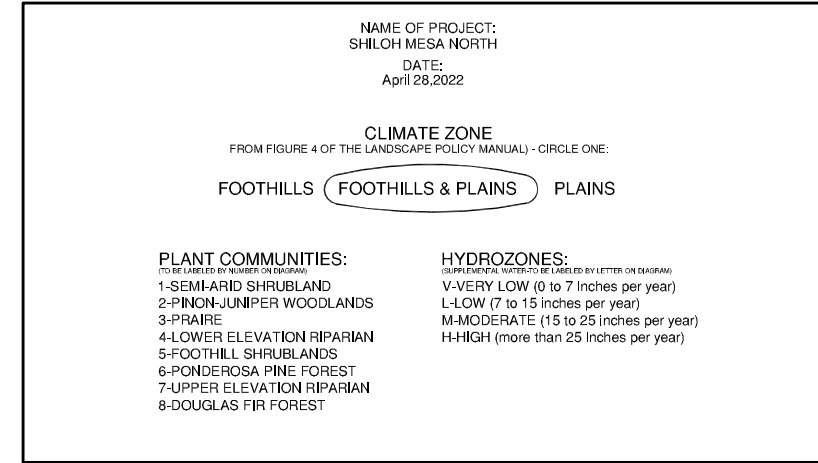 NAME OF PROJECT:
SHILOH MESA NORTH
DATE:
April 28,2022
CLIMATE ZONE
FROM FIGURE 4 OF THE LANDSCAPE POLICY MANUAL) - CIRCLE ONE:
FOOTHILLS FOOTHILLS & PLAINS PLAINS
PLANT COMMUNITIES:
(TO BE LABELED BY NUMBER ON DIAGRAM)
1-SEMI-ARID SHRUBLAND
2-PINON-JUNIPER WOODLANDS
3-PRAIRE
4-LOWER ELEVATION RIPARIAN
5-FOOTHILL SHRUBLANDS
6-PONDEROSA PINE FOREST
7-UPPER ELEVATION RIPARIAN
8-DOUGLAS FIR FOREST
HYDROZONES:
(SUPPLEMENTAL WATER-TO BE LABELED BY LETTER ON DIAGRAM)
V-VERY LOW (0 to 7 Inches per year)
L-LOW (7 to 15 inches per year)
M-MODERATE (15 to 25 inches per year)
H-HIGH (more than 25 Inches per year)